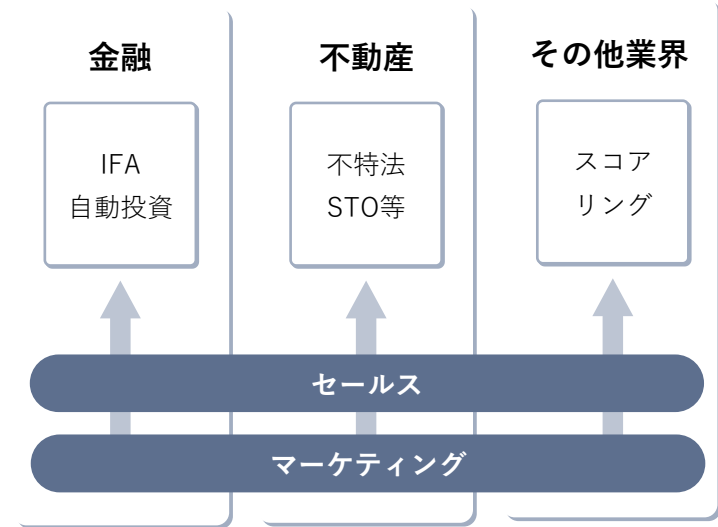 金融
IFA
自動投資
不動産
不特法
STO等
その他業界
スコア
リング
セールス
マーケティング